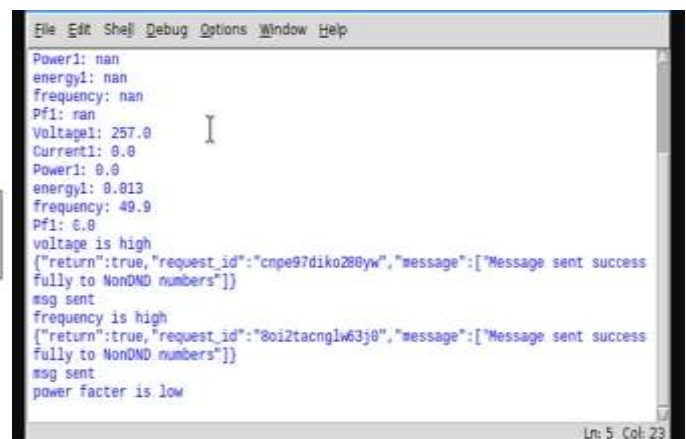 File Edit Shell Debug Options Window Help
Power1: nan
energy1: nan
frequency: nan
Pf1: nan
Voltage1: 257.0
Current1: 0.0
Power1: 0.0
energy1: 0.013
frequency: 49.9
Pf1: 0.0
voltage is high
{"return":true,"request_id":"cnpe97diko280yw","message":["Message sent success
fully to NonDND numbers"]}
msg sent
frequency is high
{"return":true,"request_id":"8oi2tacnglw63j0","message":["Message sent success
fully to NonDND numbers"]}
msg sent
power facter is low
Ln: 5 Col: 23